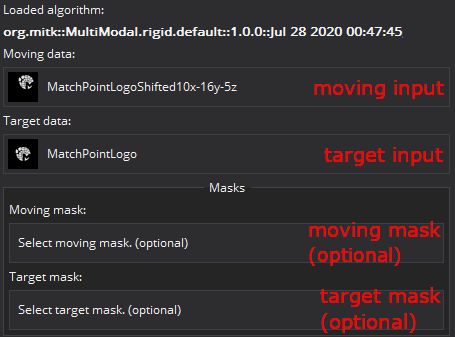 Loaded algorithm:
org.mitk::MultiModal.rigid.default::1.0.0::Jul 28 2020 00:47:45
Moving data:
MatchPointLogoShifted10x-16y-5z moving input
Target data:
MatchPointLogo target input
Masks
Moving mask:
Select moving mask. (optional) moving mask
(optional)
Target mask:
Select target mask. (optional) target mask
(optional)